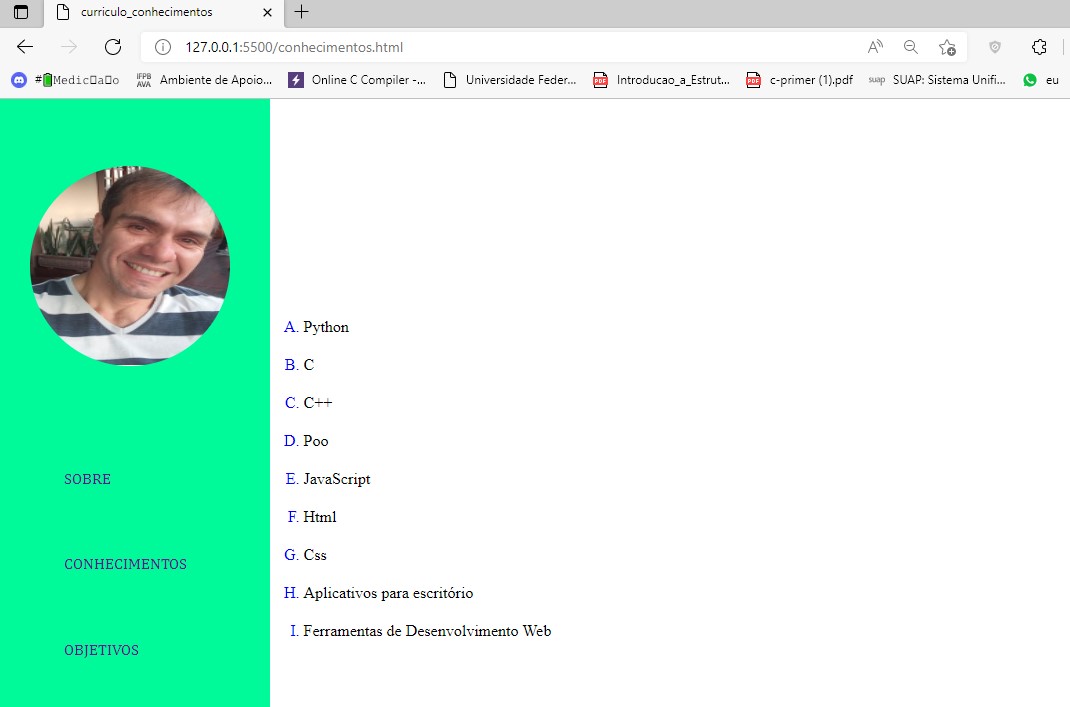 curriculo_conhecimentos
127.0.0.1:5500/conhecimentos.html
IFPB AVA Ambiente de Apoio... Online C Compiler -... Universidade Feder... PDF Introducao_a_Estrut... PDF c-primer (1).pdf suap SUAP: Sistema Unifi... eu
A. Python
B. C
C. C++
D. Poo
E. JavaScript
F. Html
G. Css
H. Aplicativos para escritório
I. Ferramentas de Desenvolvimento Web
SOBRE
CONHECIMENTOS
OBJETIVOS